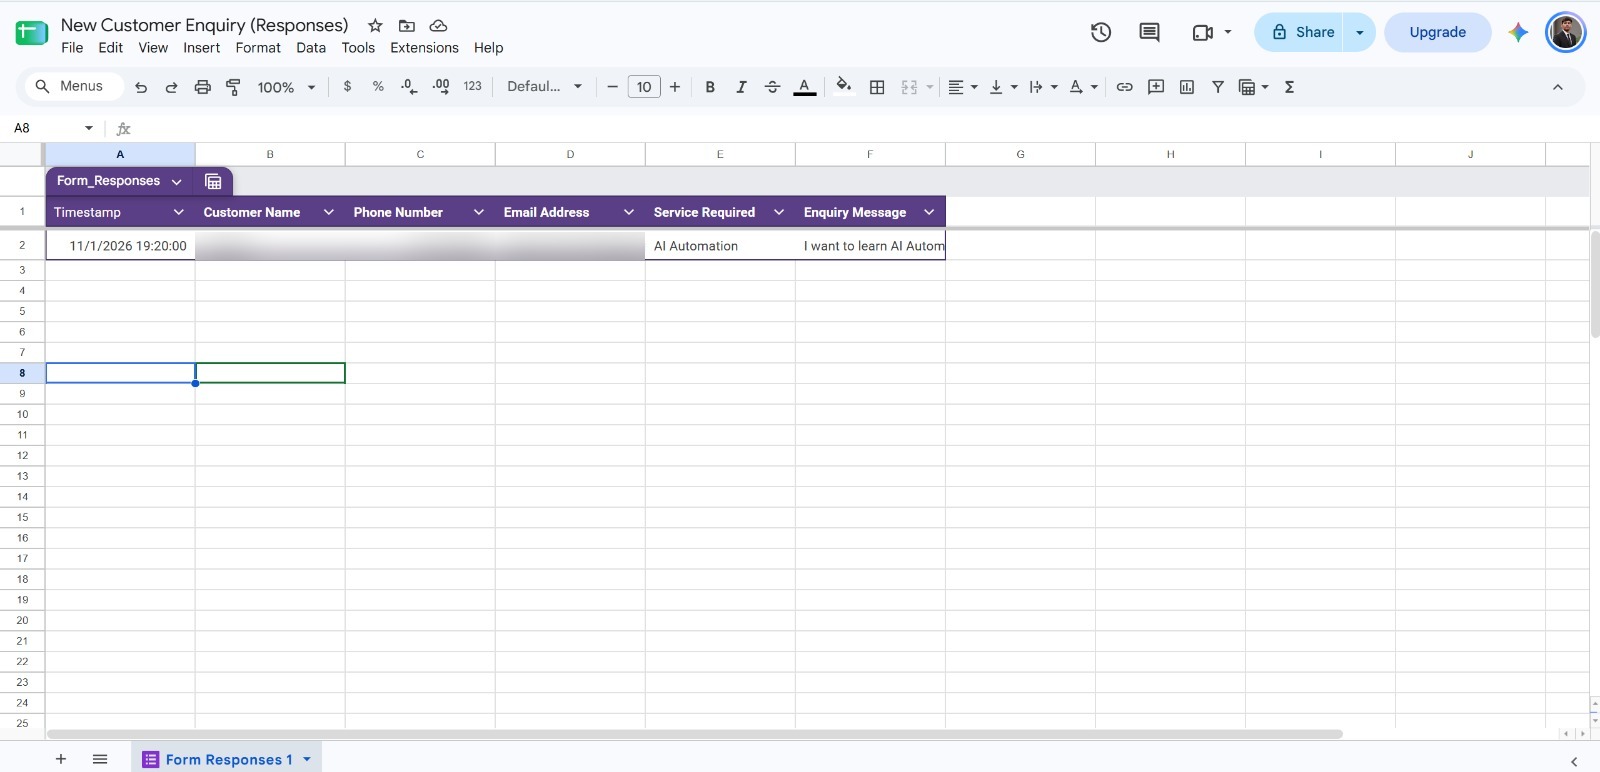 New Customer Enquiry (Responses)
File Edit View Insert Format Data Tools Extensions Help
Share
Upgrade
Menus
100%
$ % .0 .00 123
Defaul...
10
B I A
A8
fx
A B C D E F G H I J
Form_Responses
1 Timestamp Customer Name Phone Number Email Address Service Required Enquiry Message
2 11/1/2026 19:20:00 AI Automation I want to learn AI Autom
3
4
5
6
7
8
9
10
11
12
13
14
15
16
17
18
19
20
21
22
23
24
25
Form Responses 1